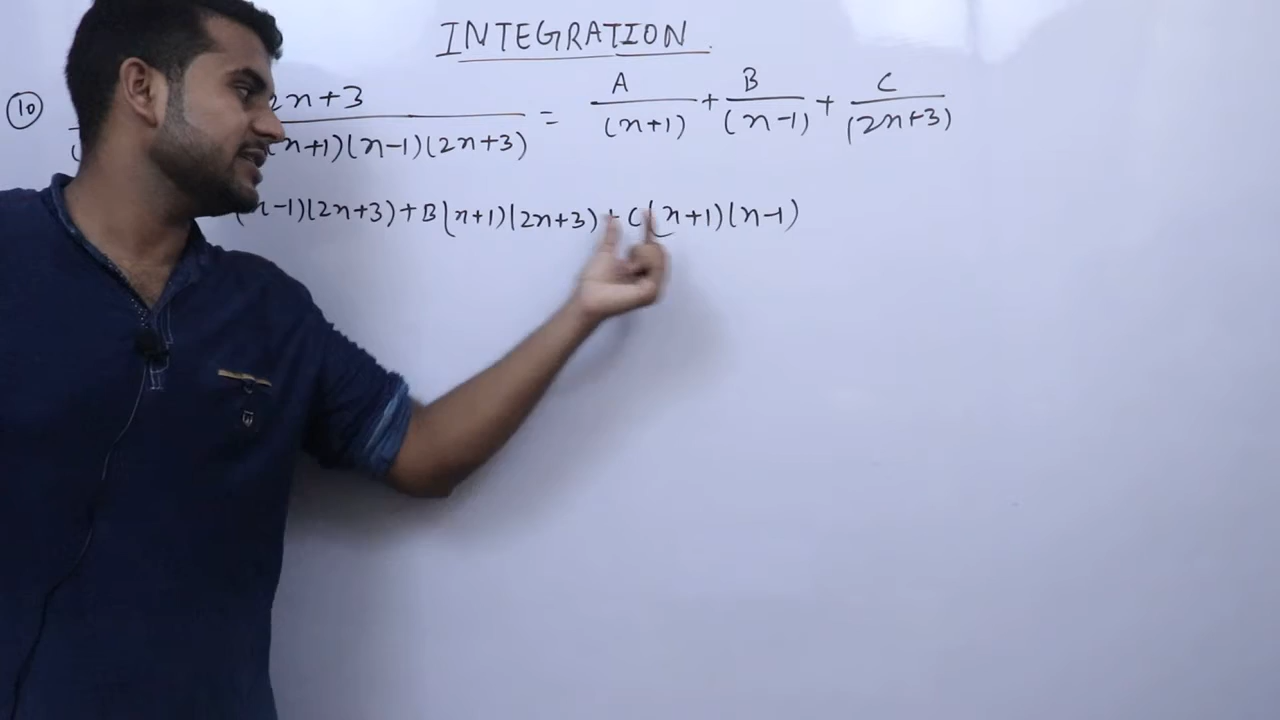 INTEGRATION
10 2x+3 = A/(x+1) + B/(x-1) + C/(2x+3)
(x+1)(x-1)(2x+3)
(x-1)(2x+3)+B(x+1)(2x+3)+C(x+1)(x-1)